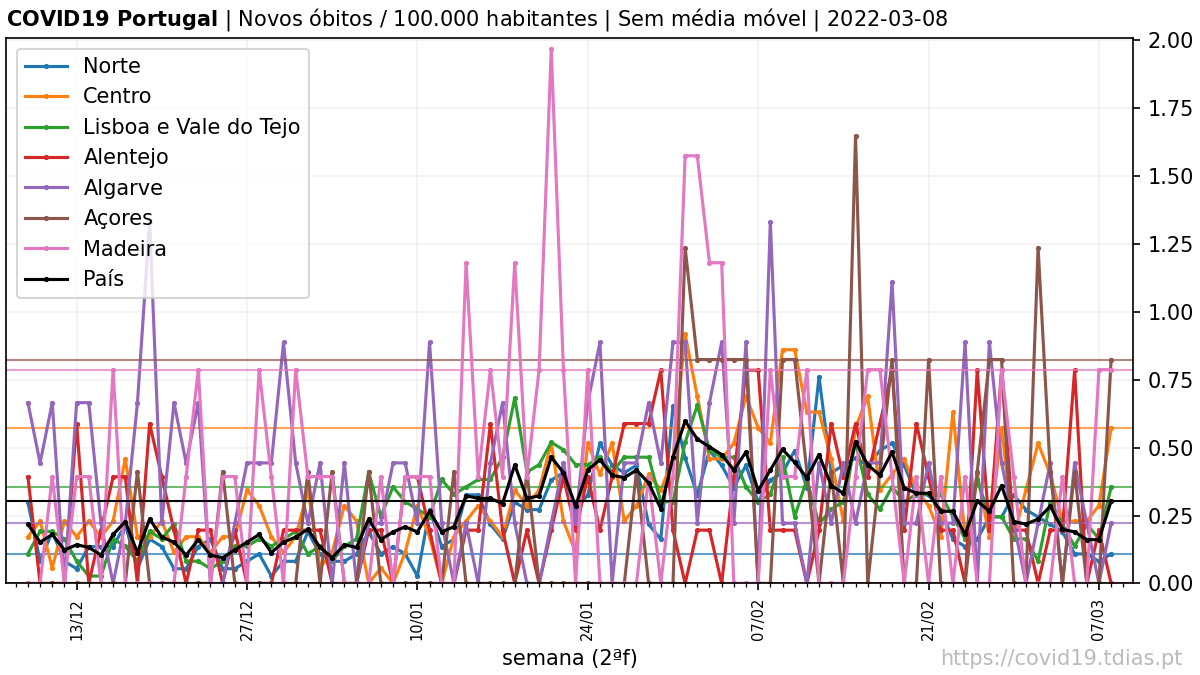 COVID19 Portugal | Novos óbitos / 100.000 habitantes | Sem média móvel | 2022-03-08
Norte
Centro
Lisboa e Vale do Tejo
Alentejo
Algarve
Açores
Madeira
País
2.00
1.75
1.50
1.25
1.00
0.75
0.50
0.25
0.00
13/12
27/12
10/01
24/01
07/02
21/02
07/03
semana (2ªf)
https://covid19.tdias.pt